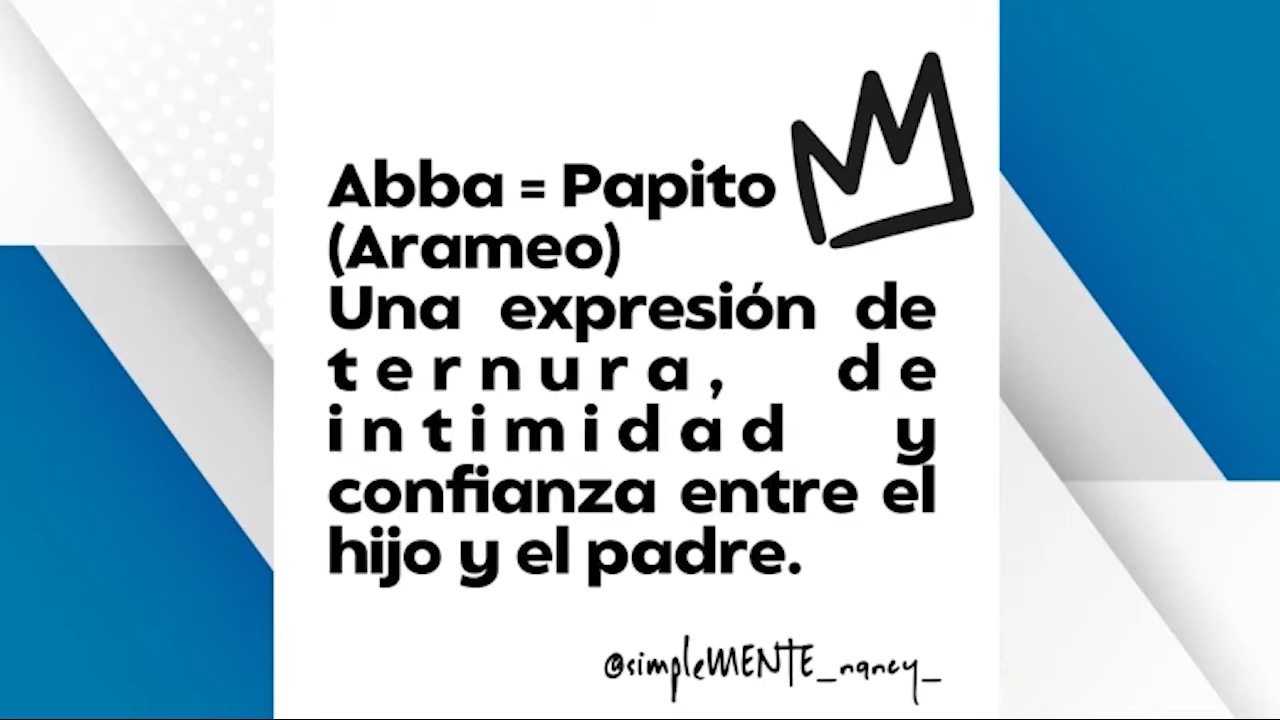 Abba = Papito
(Arameo)
Una expresión de
ternura, de
intimidad y
confianza entre el
hijo y el padre.
@simpleMENTE_nancy_